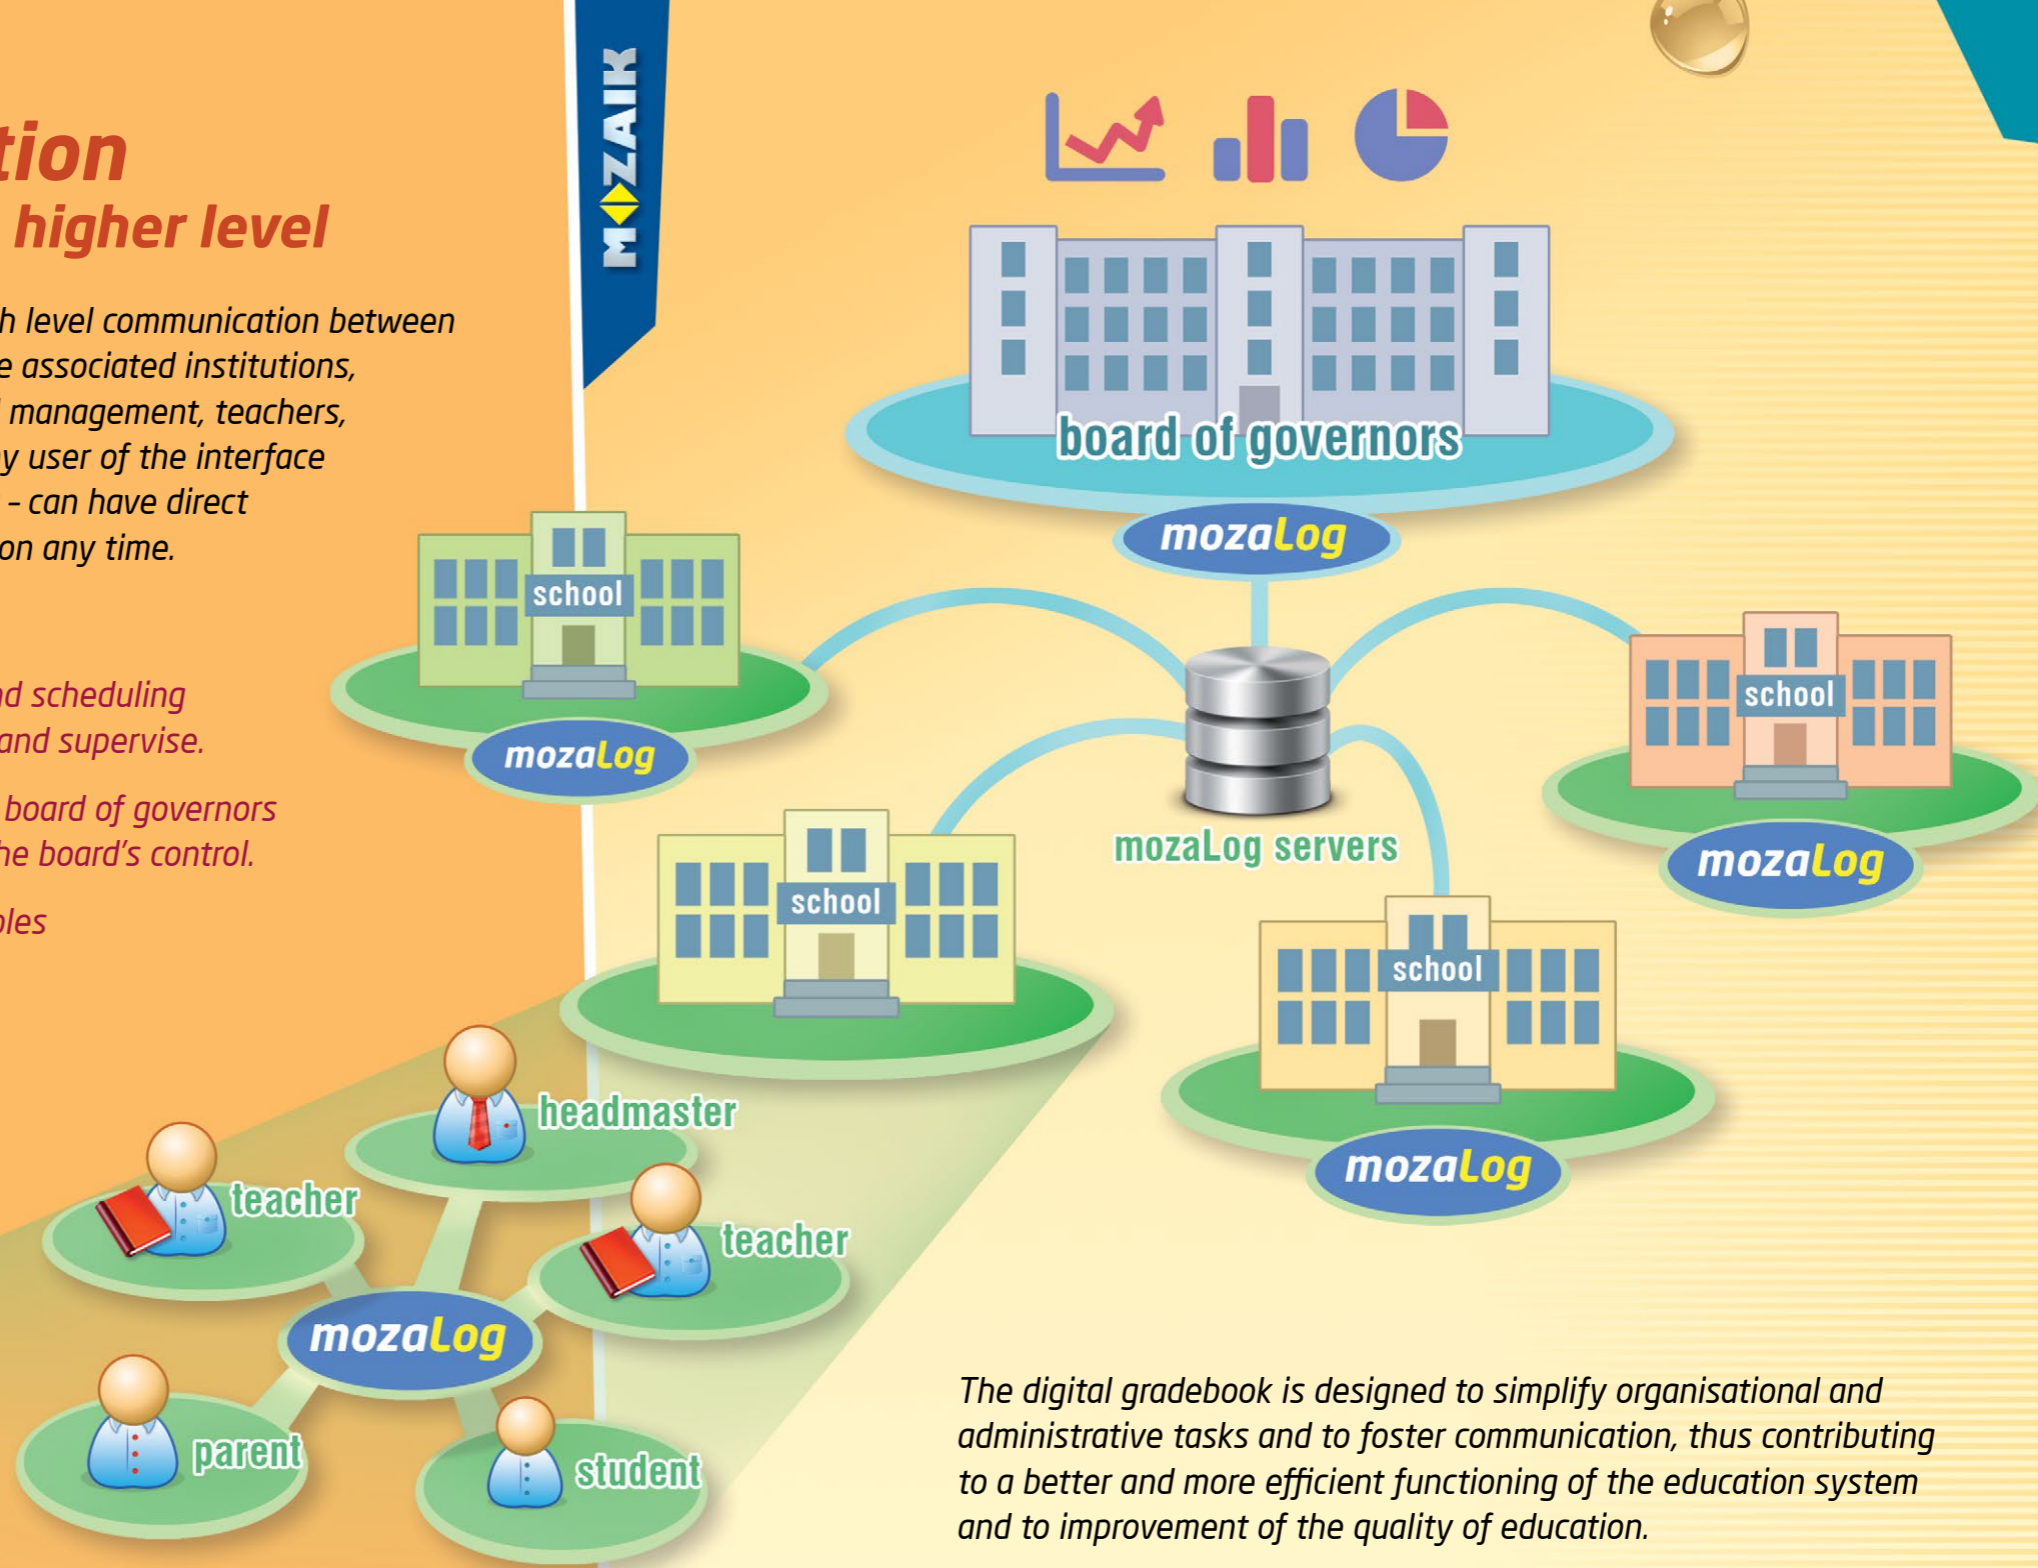 tion
higher level
h level communication between
e associated institutions,
management, teachers,
y user of the interface
– can have direct
on any time.
nd scheduling
and supervise.
board of governors
he board's control.
bles
MOZAIK
board of governors
mozaLog
school
mozaLog
school
mozaLog
mozaLog servers
school
school
mozaLog
headmaster
teacher
teacher
mozaLog
parent
student
The digital gradebook is designed to simplify organisational and
administrative tasks and to foster communication, thus contributing
to a better and more efficient functioning of the education system
and to improvement of the quality of education.